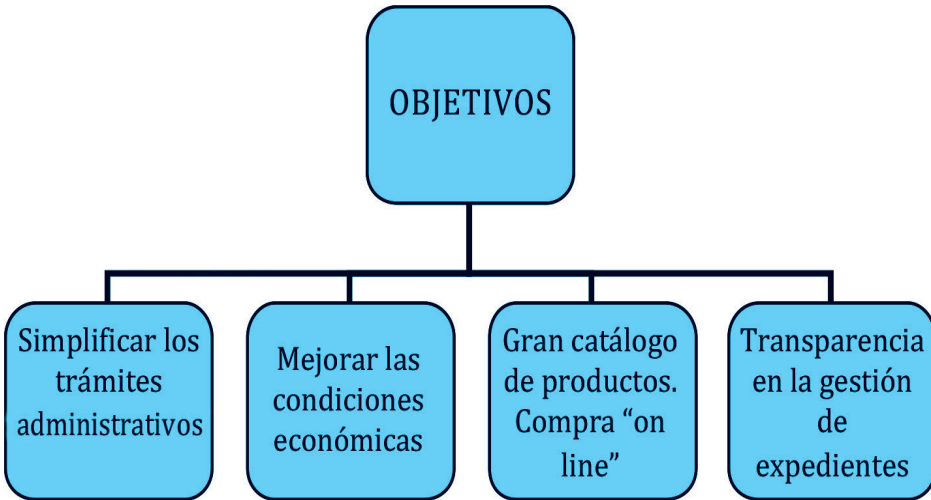 OBJETIVOS
Simplificar los
trámites
administrativos
Mejorar las
condiciones
económicas
Gran catálogo
de productos.
Compra “on
line”
Transparencia
en la gestión
de
expedientes